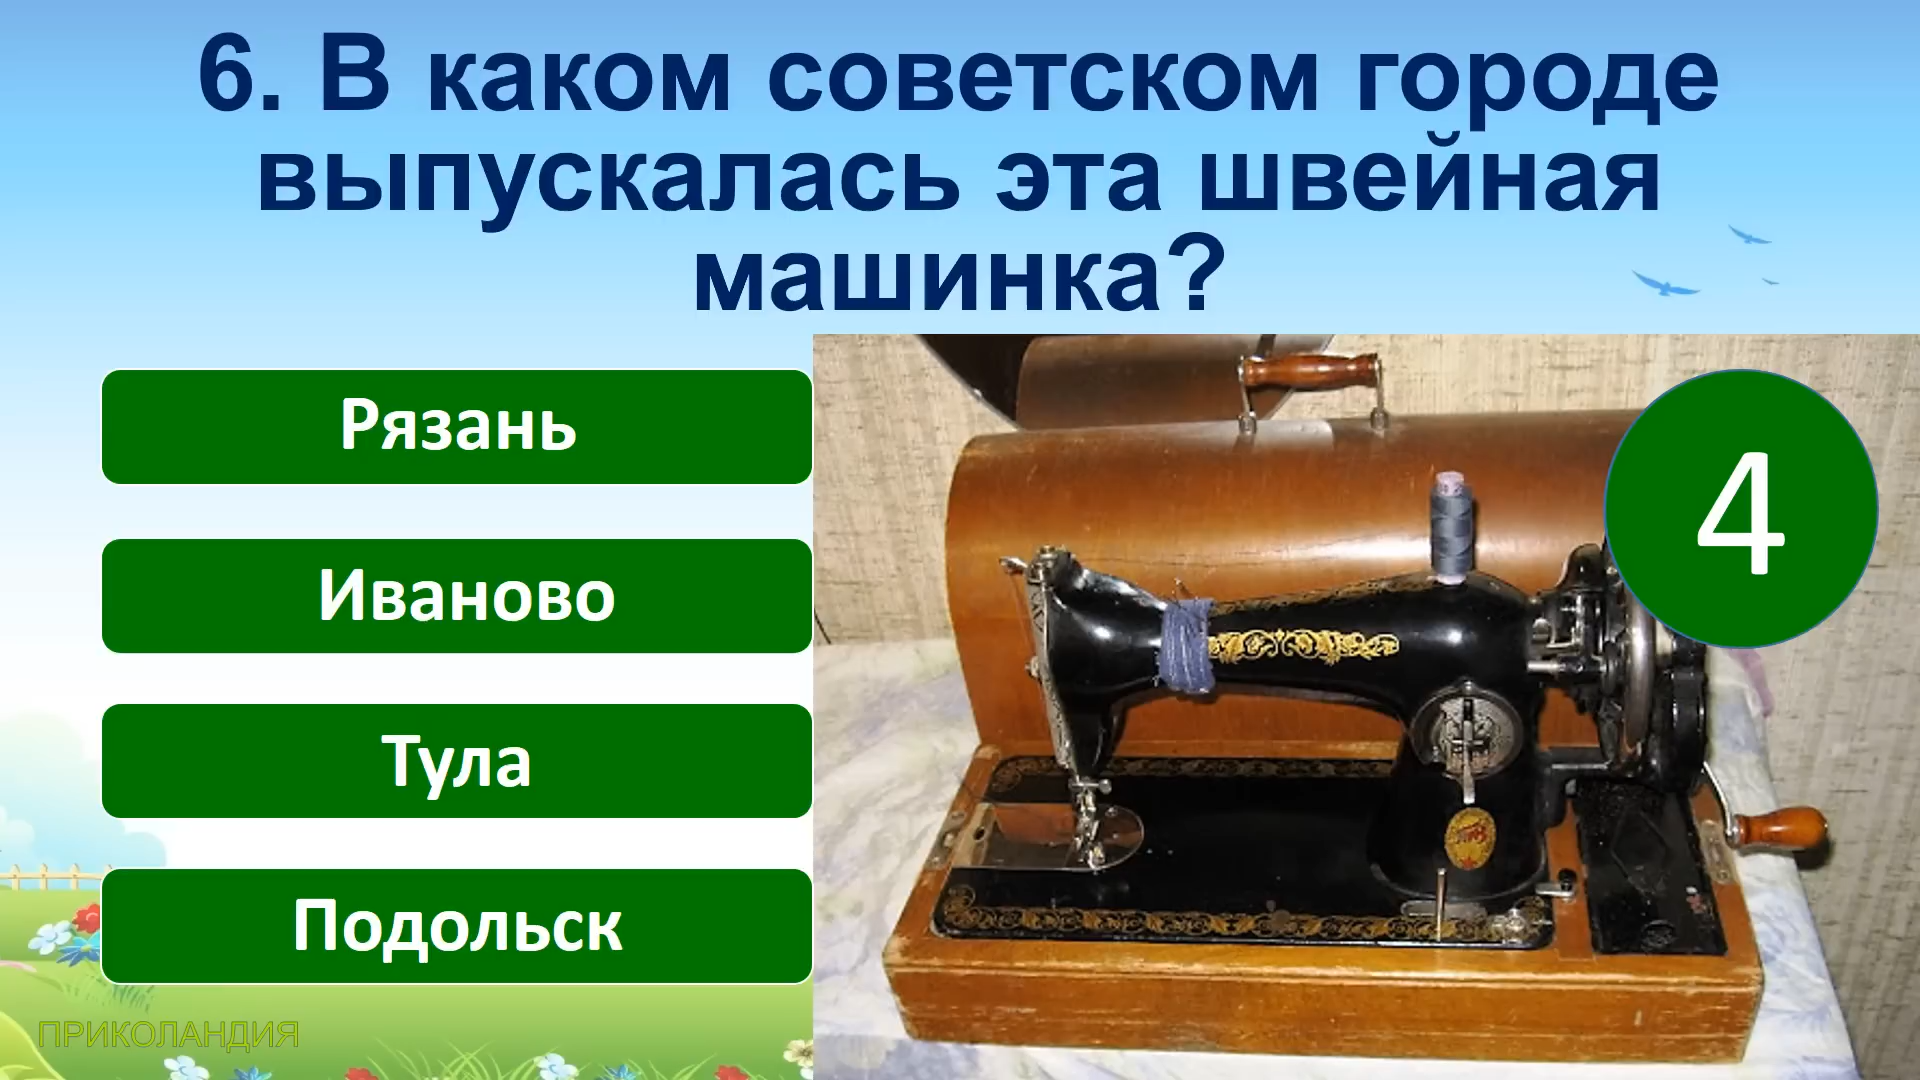 6. В каком советском городе
выпускалась эта швейная
машинка?
Рязань
4
Иваново
Тула
Подольск
ПРИКОЛАНДИЯ